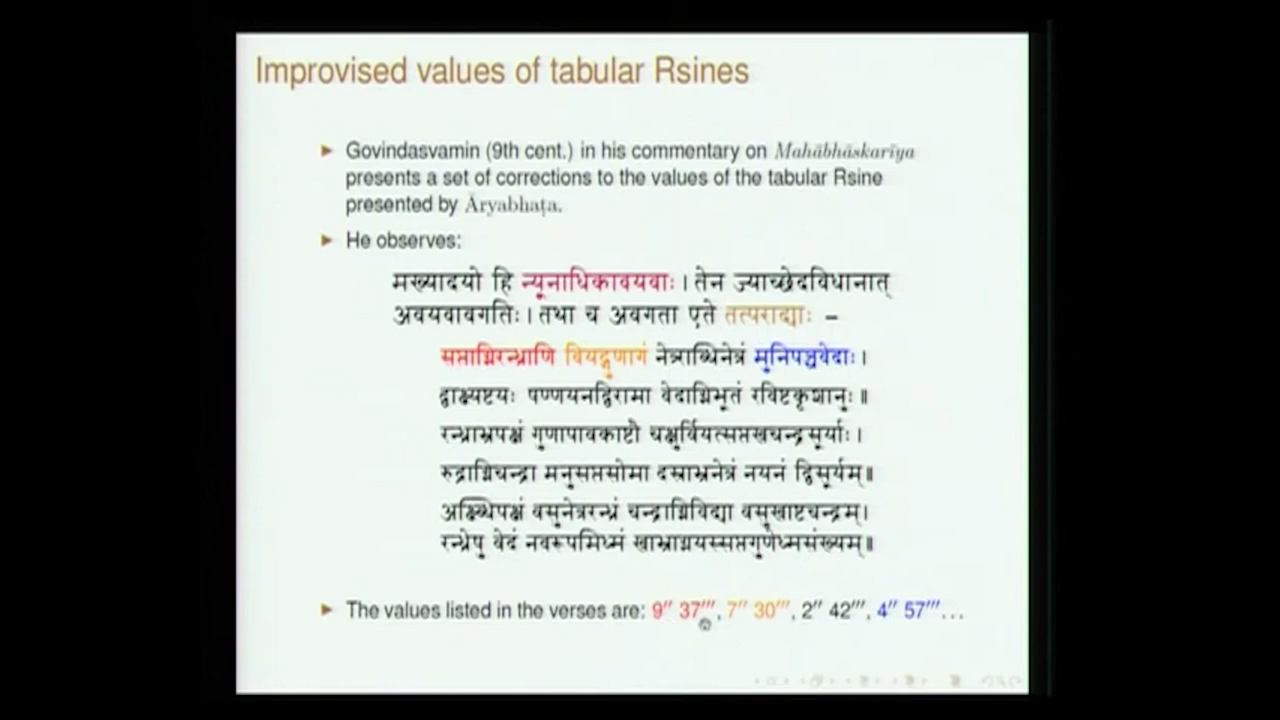 Improvised values of tabular Rsines
► Govindasvamin (9th cent.) in his commentary on Mahābhāskarīya
presents a set of corrections to the values of the tabular Rsine
presented by Āryabhaṭa.
► He observes:
मख्यादयो हि न्यूनाधिकावयवाः । तेन ज्याच्छेदविधानात्
अवयवावगतिः । तथा च अवगता एते तत्पराद्याः –
सप्ताग्निरन्ध्राणि वियद्गुणागं नेत्राब्धिनेत्रं मुनिपञ्चवेदाः ।
द्वाक्ष्यष्टयः षण्णयनद्विरामा वेदाग्निभूतं रविष्टकृशानुः ॥
रन्ध्राभ्रपक्षं गुणपावकाष्टौ चक्षुर्वियत्सप्तखचन्द्रसूर्याः ।
रुद्राग्निचन्द्रा मनुसप्तसोमा दस्राभ्रनेत्रं नयनं द्विसूर्यम् ॥
अक्ष्यब्धिपक्षं वसुनेत्ररन्ध्रं चन्द्राग्निविद्या वसुखाष्टचन्द्रम् ।
रन्ध्रेषु वेदं नवरूपमिध्मं खाभ्राग्नयस्सप्तगुणेध्मसंख्यम् ॥
► The values listed in the verses are: 9′′ 37′′′, 7′′ 30′′′, 2′′ 42′′′, 4′′ 57′′′…